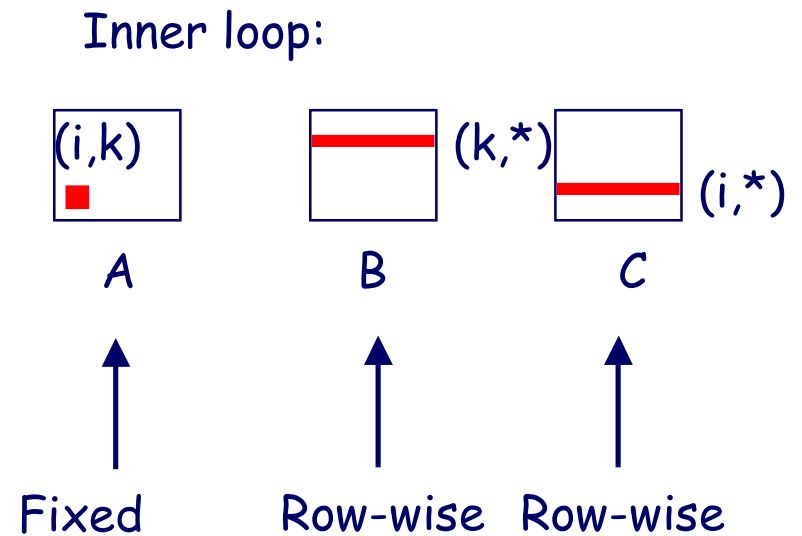 Inner loop:
(i,k)
(k,*)
(i,*)
A B C
Fixed Row-wise Row-wise